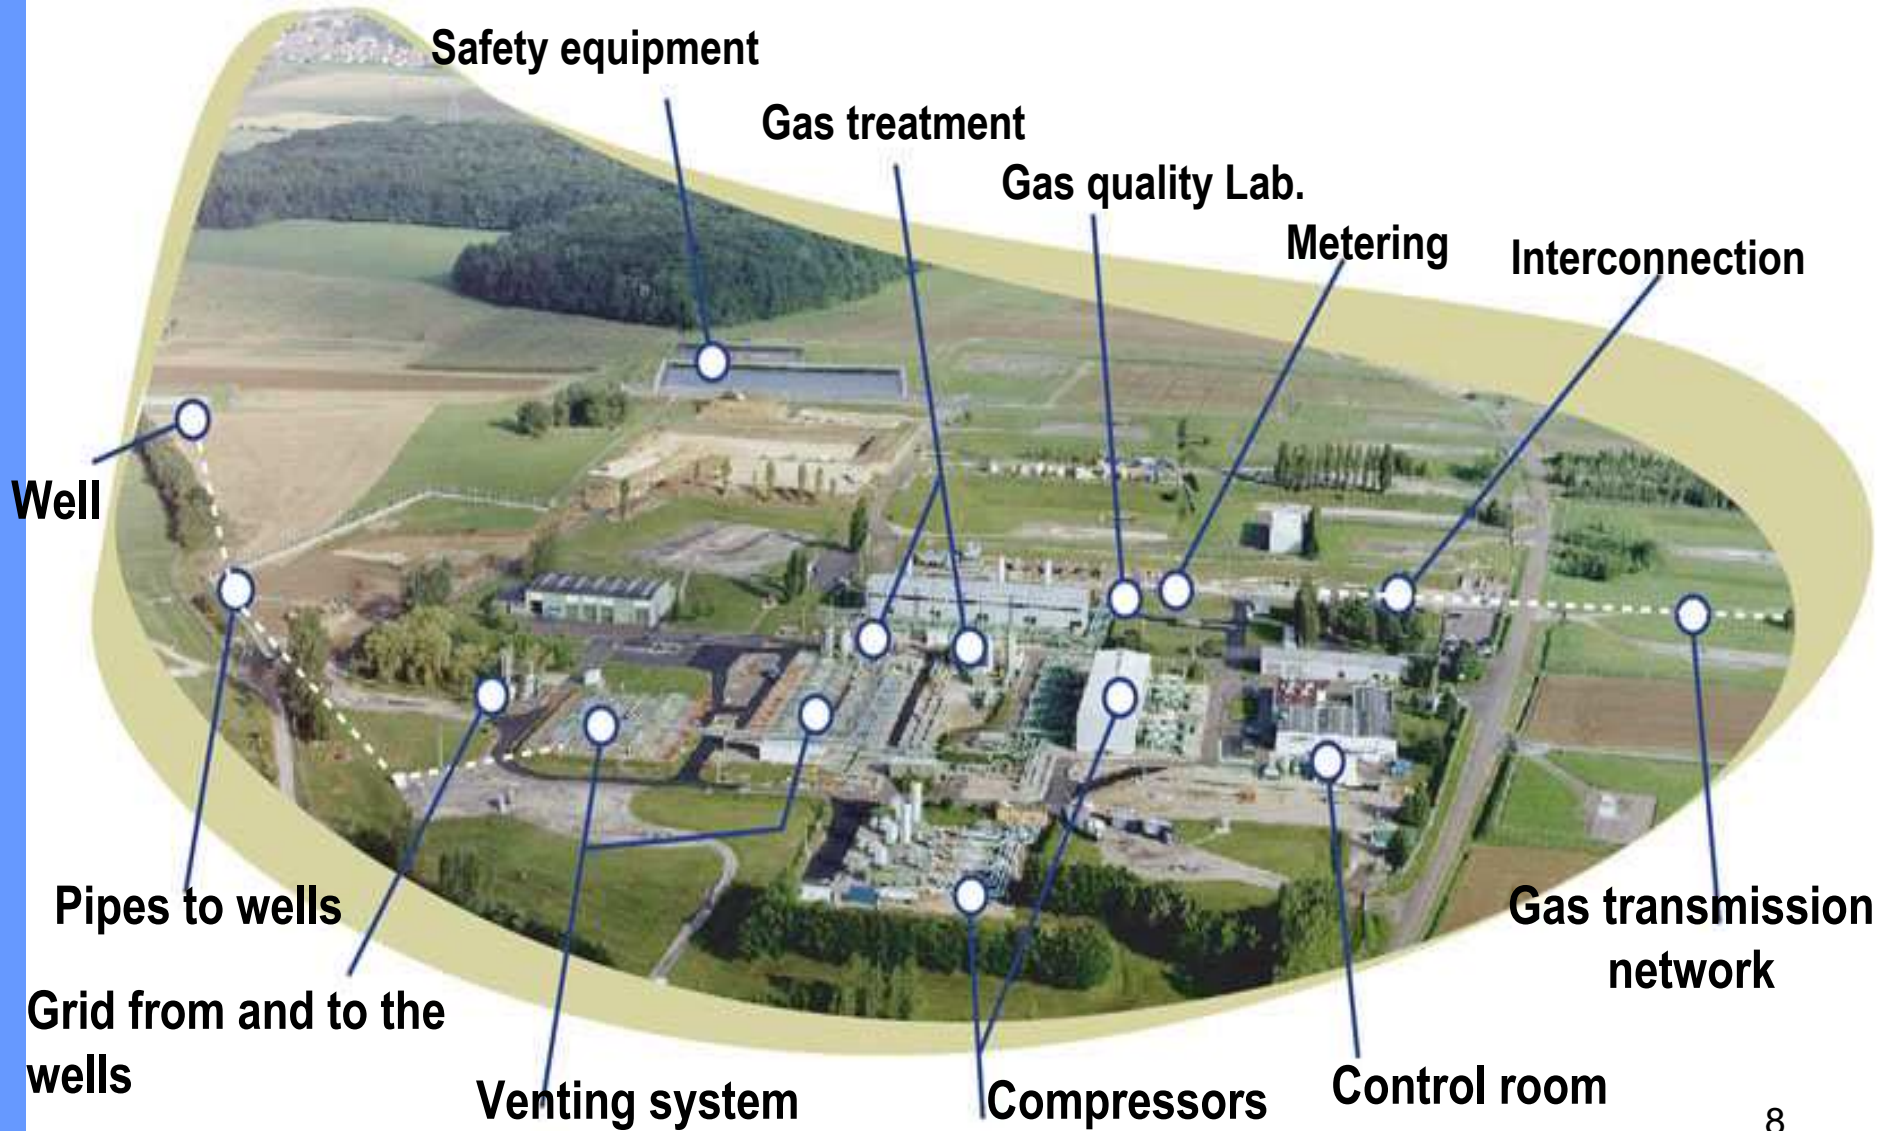 Safety equipment
Gas treatment
Gas quality Lab.
Metering
Interconnection
Well
Pipes to wells
Gas transmission
network
Grid from and to the
wells
Venting system
Compressors
Control room
8